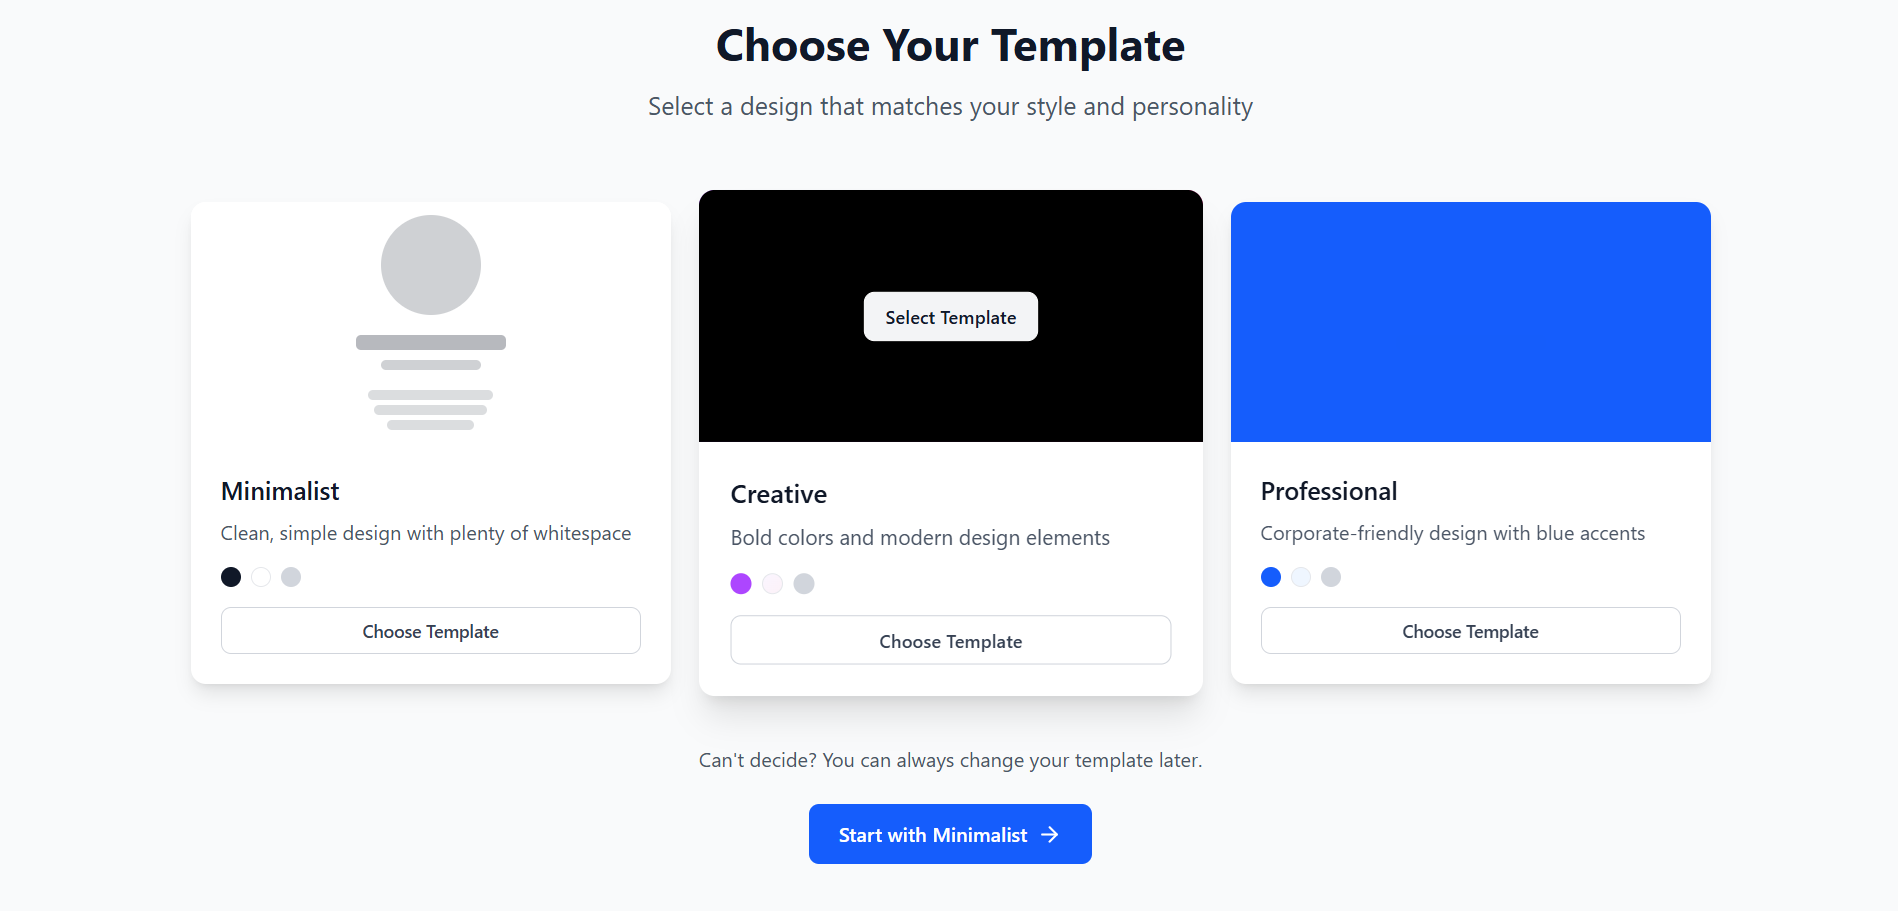 Choose Your Template
Select a design that matches your style and personality
Select Template
Minimalist
Clean, simple design with plenty of whitespace
Choose Template
Creative
Bold colors and modern design elements
Choose Template
Professional
Corporate-friendly design with blue accents
Choose Template
Can't decide? You can always change your template later.
Start with Minimalist →